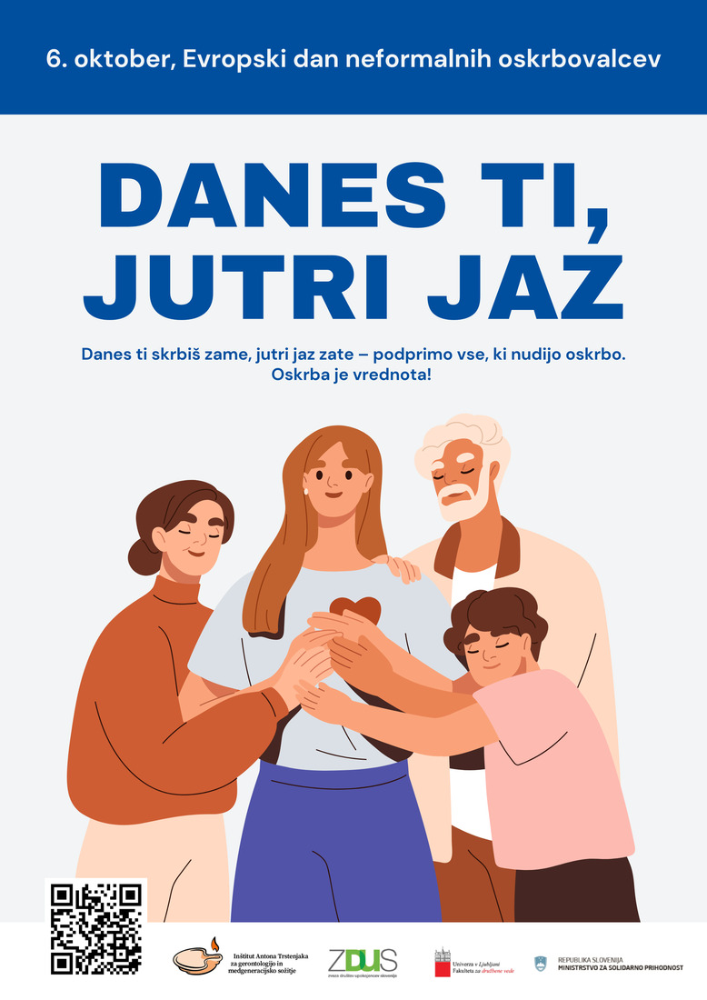 6. oktober, Evropski dan neformalnih oskrbovalcev
DANES TI,
JUTRI JAZ
Danes ti skrbiš zame, jutri jaz zate – podprimo vse, ki nudijo oskrbo.
Oskrba je vrednota!
Inštitut Antona Trstenjaka
za gerontologijo in
medgeneracijsko sožitje
ZDUS
zveza društev upokojencev slovenije
Univerza v Ljubljani
Fakulteta za družbene vede
REPUBLIKA SLOVENIJA
MINISTRSTVO ZA SOLIDARNO PRIHODNOST